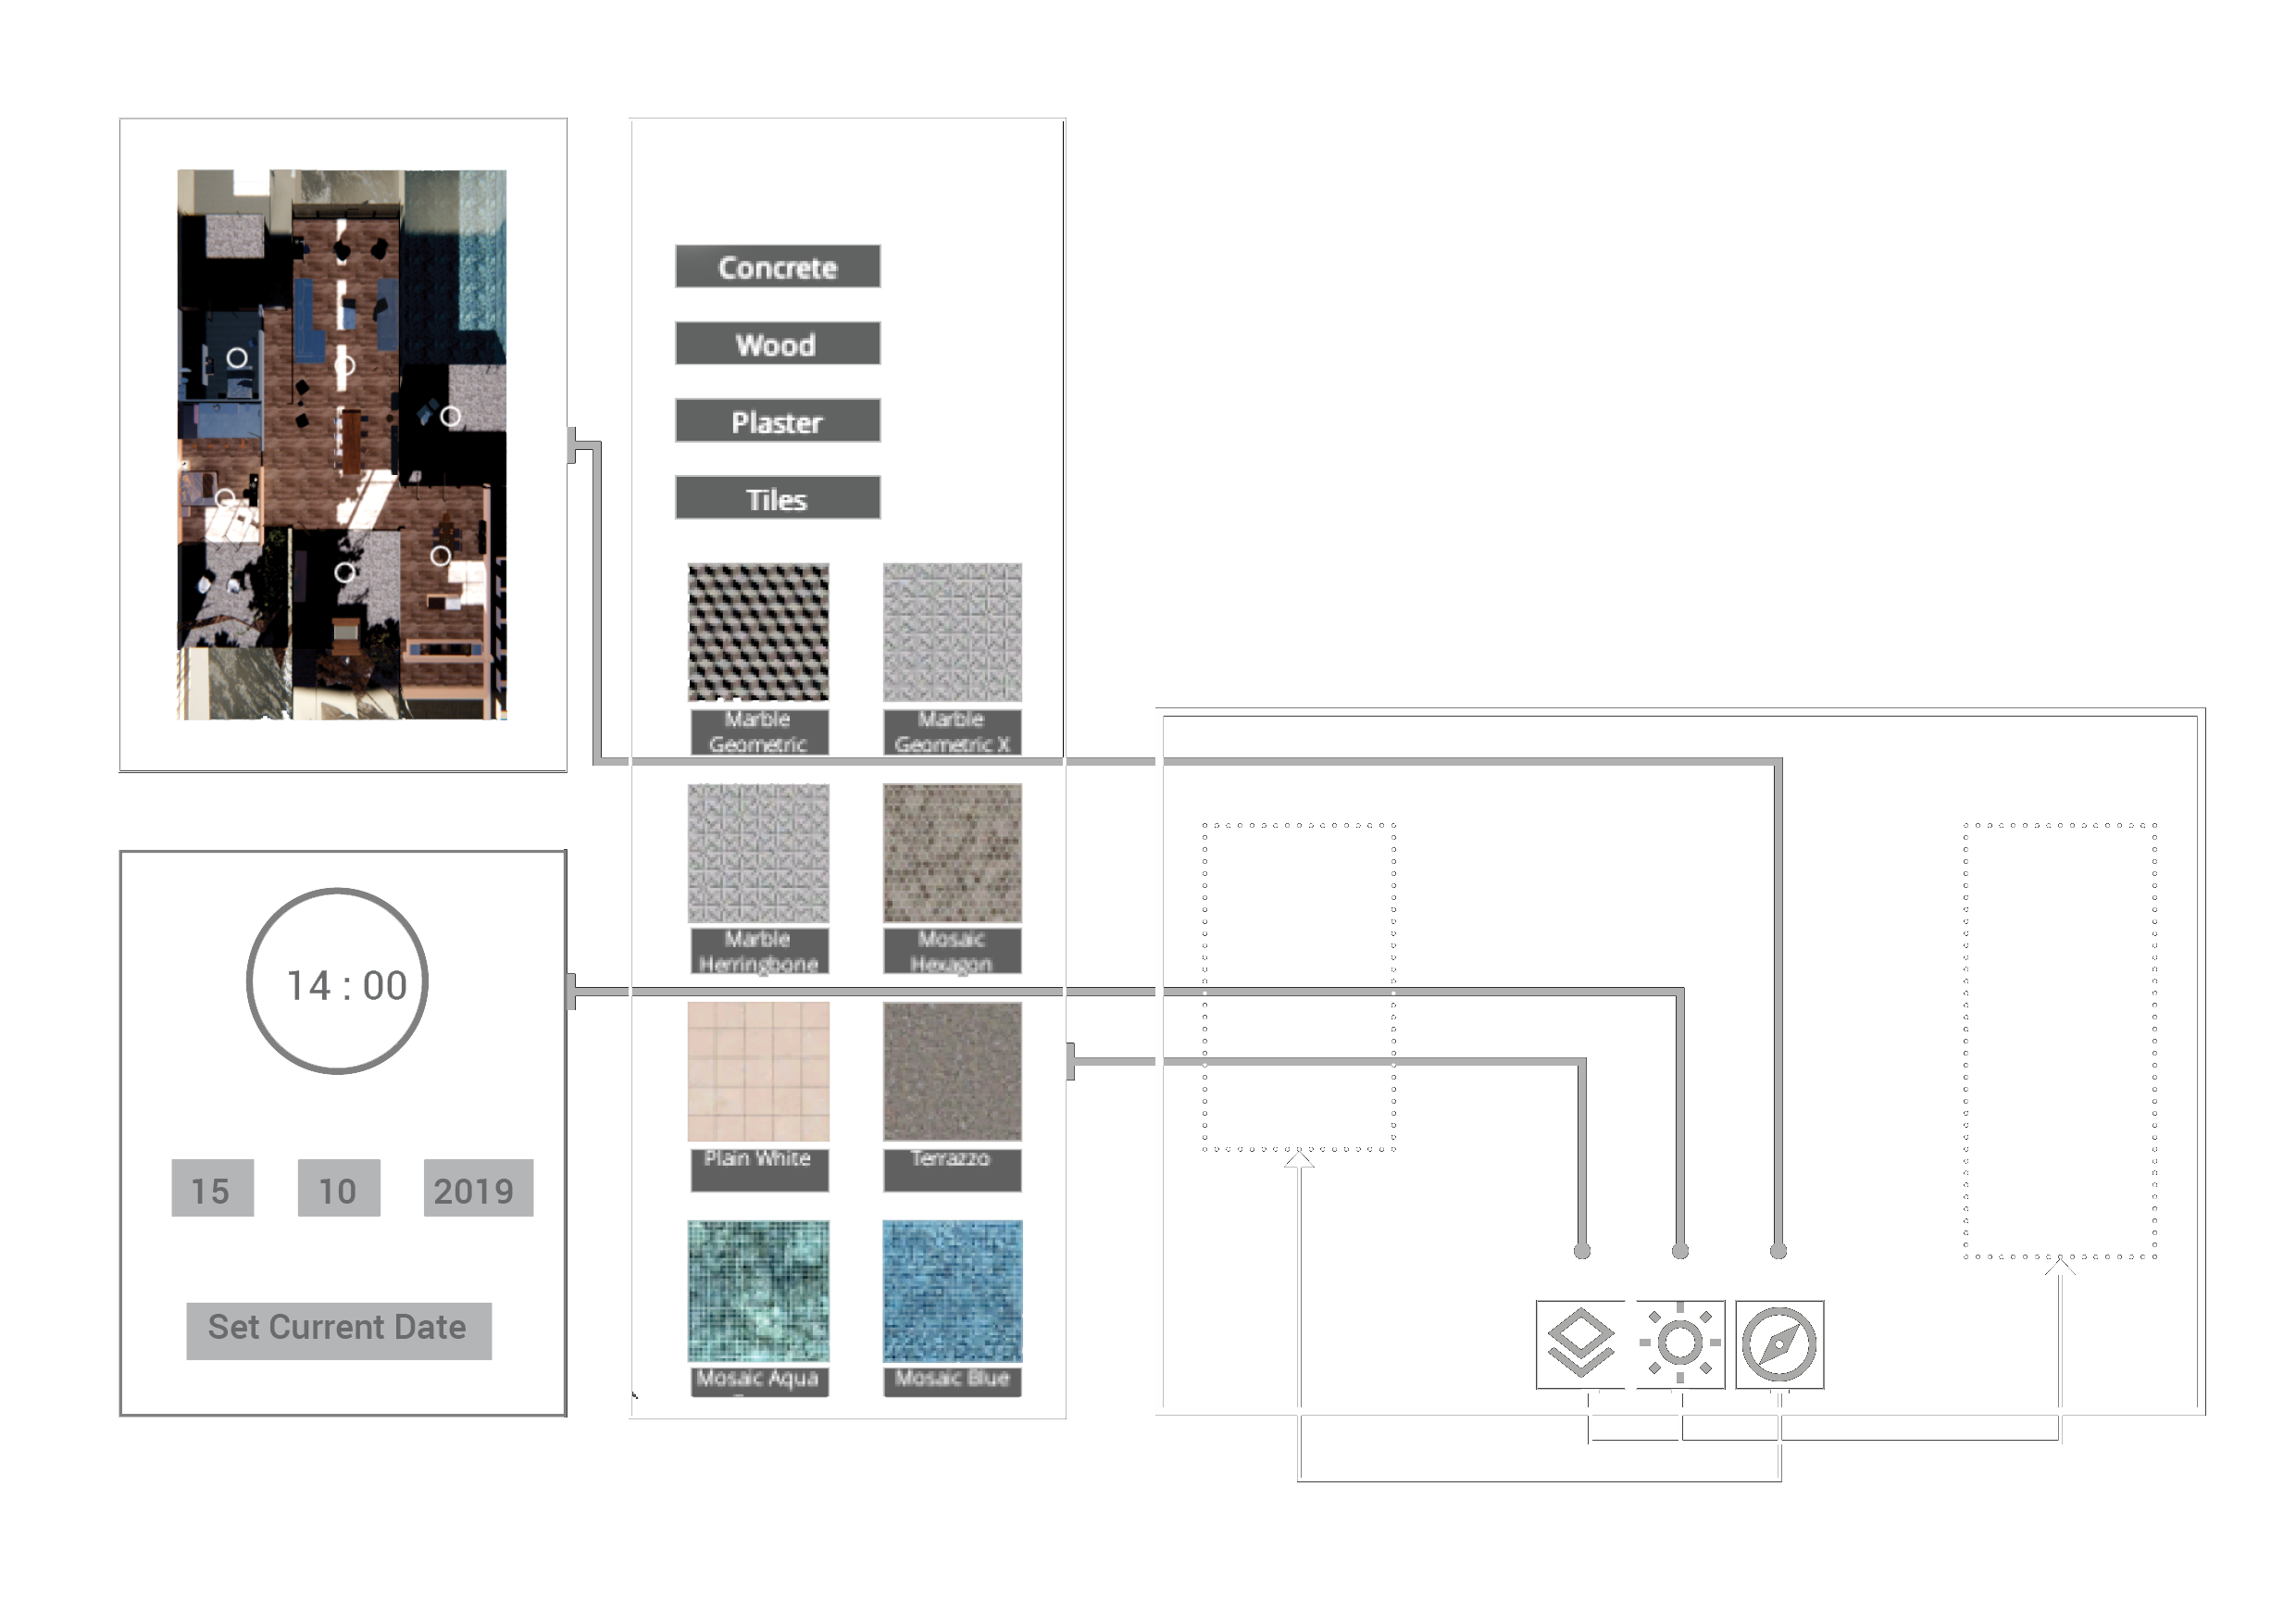 Concrete
Wood
Plaster
Tiles
Marble
Geometric
Marble
Geometric X
Marble
Herringbone
Mosaic
Hexagon
Plain White
Terrazzo
Mosaic Aqua
Mosaic Blue
14 : 00
15
10
2019
Set Current Date